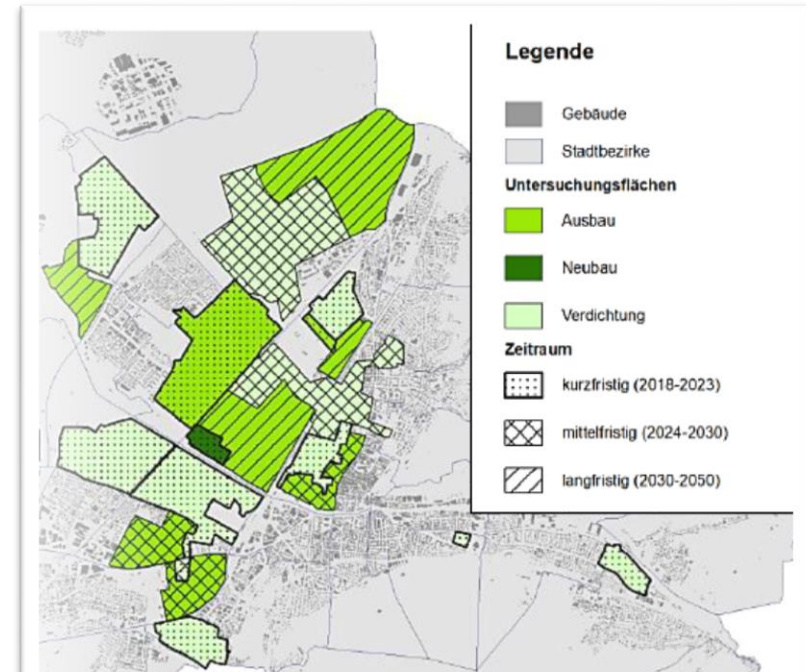 Legende
Gebäude
Stadtbezirke
Untersuchungsflächen
Ausbau
Neubau
Verdichtung
Zeitraum
kurzfristig (2018-2023)
mittelfristig (2024-2030)
langfristig (2030-2050)